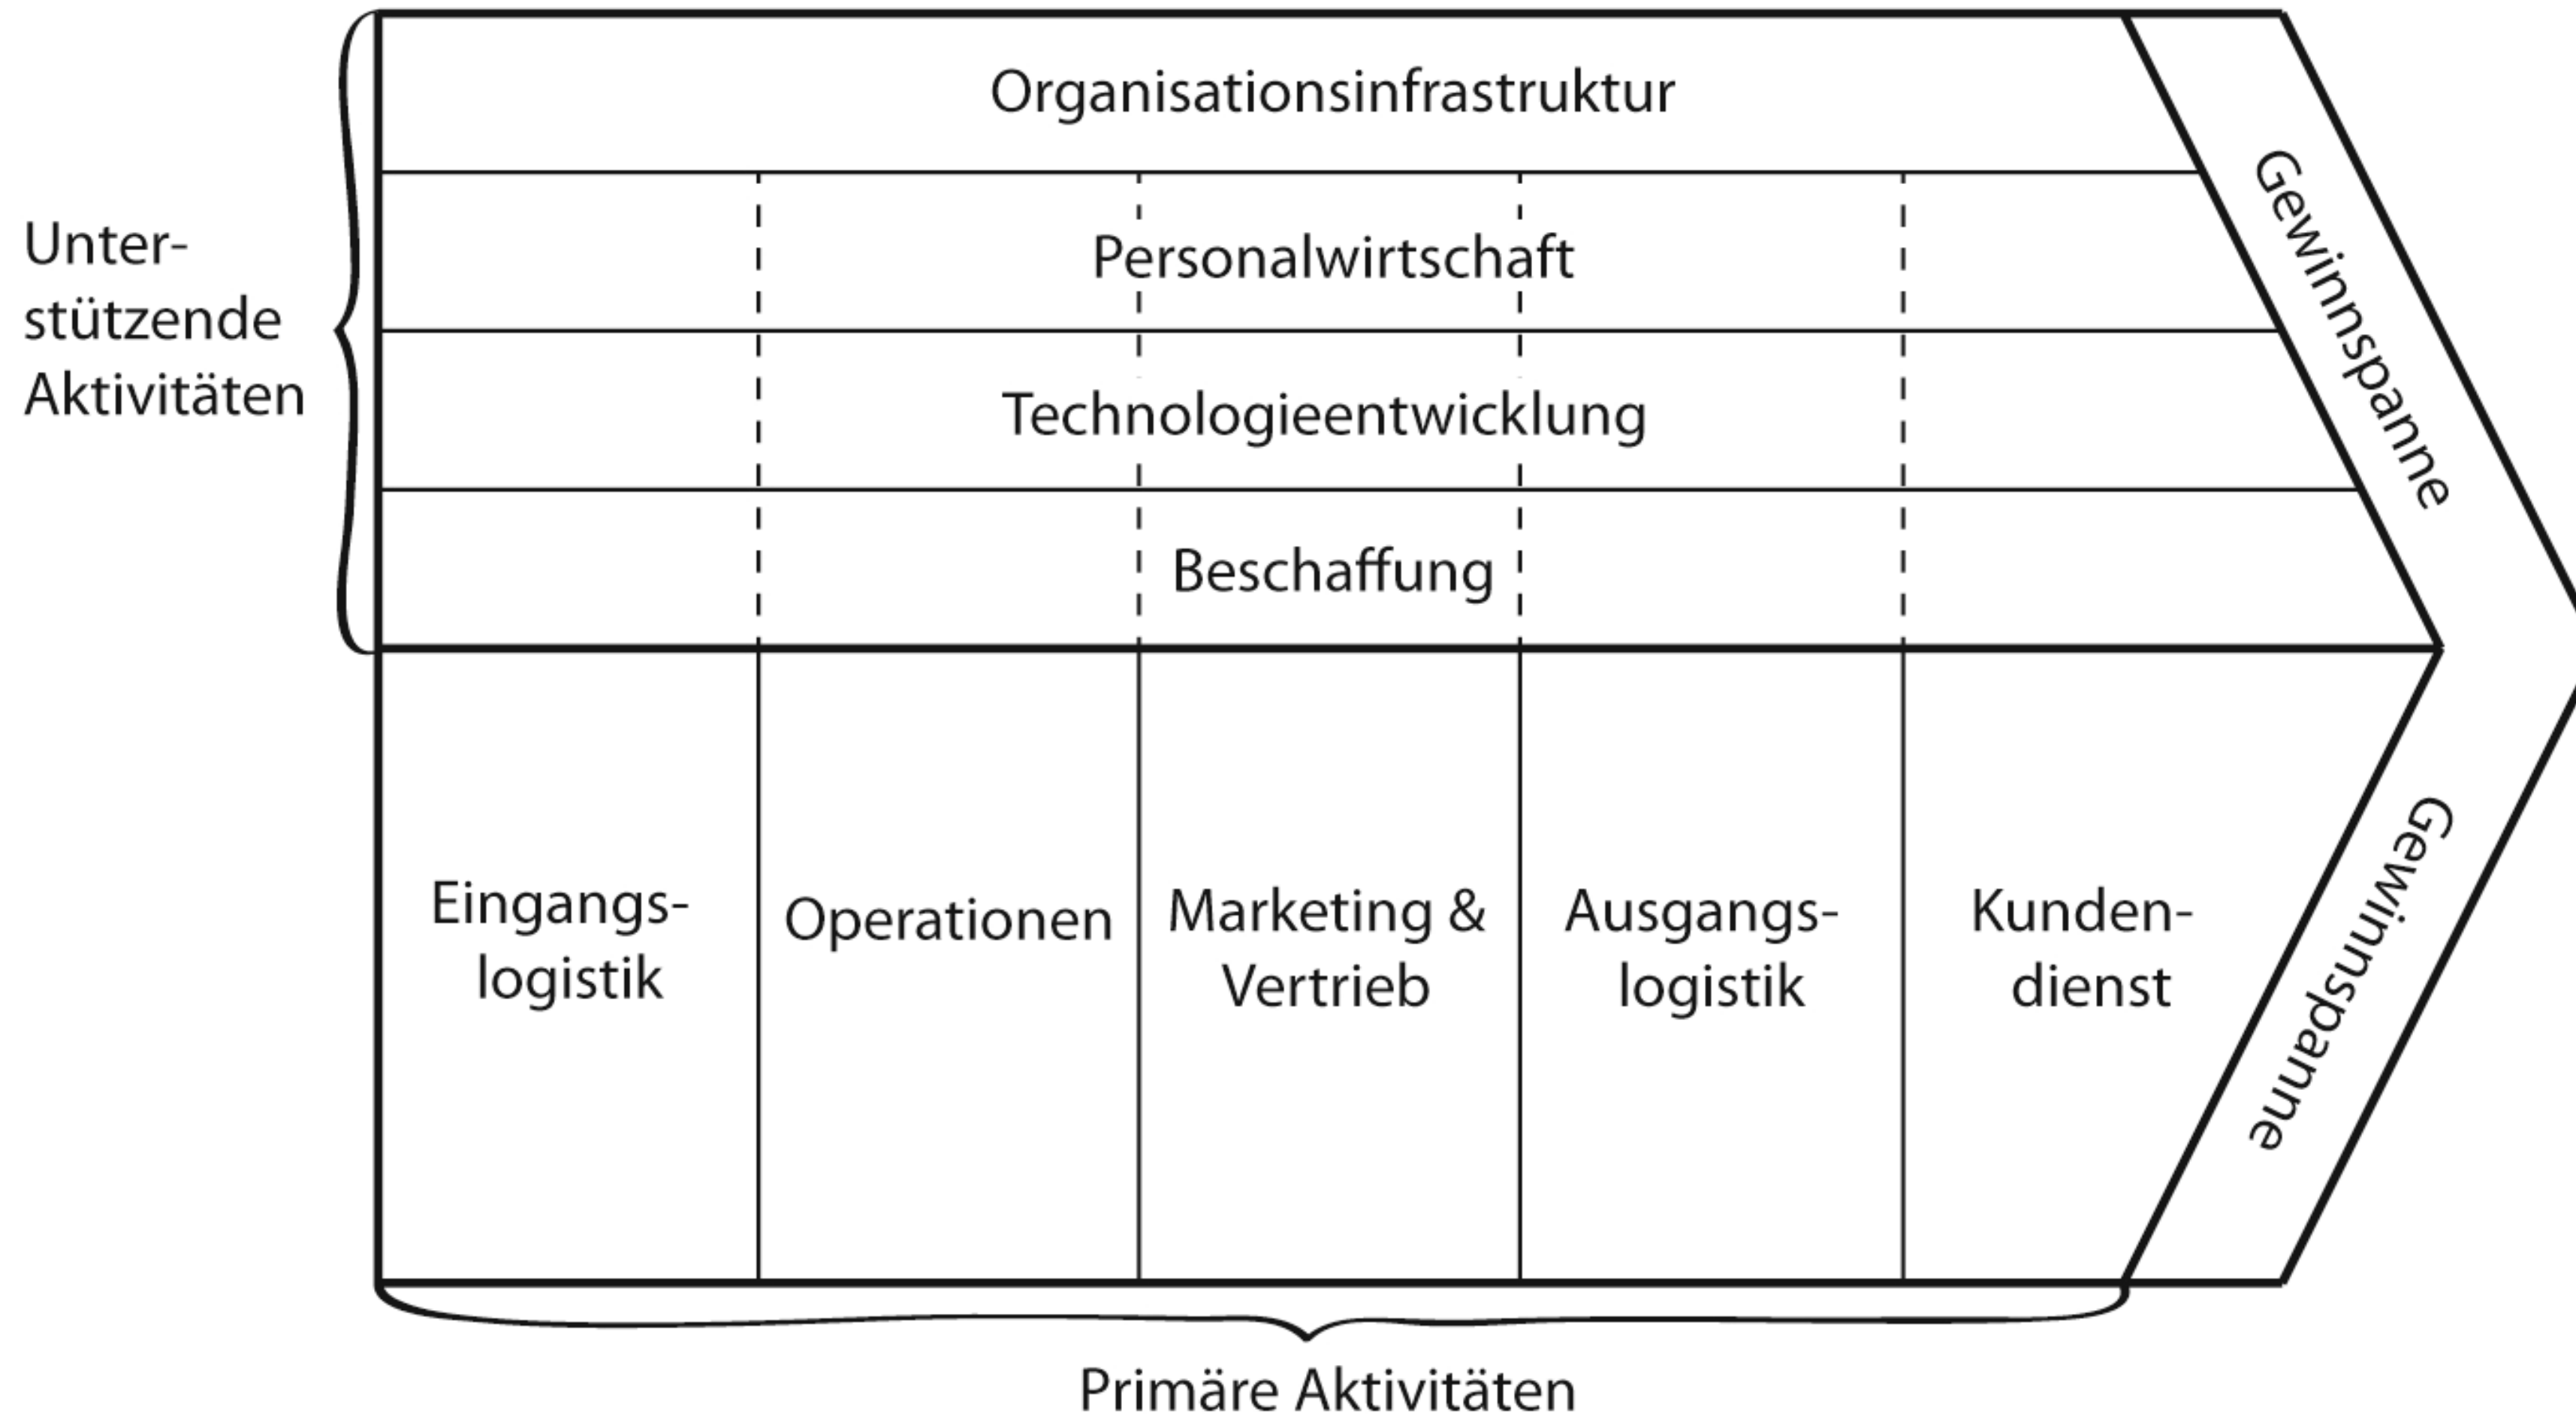 Organisationsinfrastruktur
Personalwirtschaft
Technologieentwicklung
Beschaffung
Unter-
stützende
Aktivitäten
Gewinnspanne
Eingangs-
logistik
Operationen
Marketing &
Vertrieb
Ausgangs-
logistik
Kunden-
dienst
Gewinnspanne
Primäre Aktivitäten